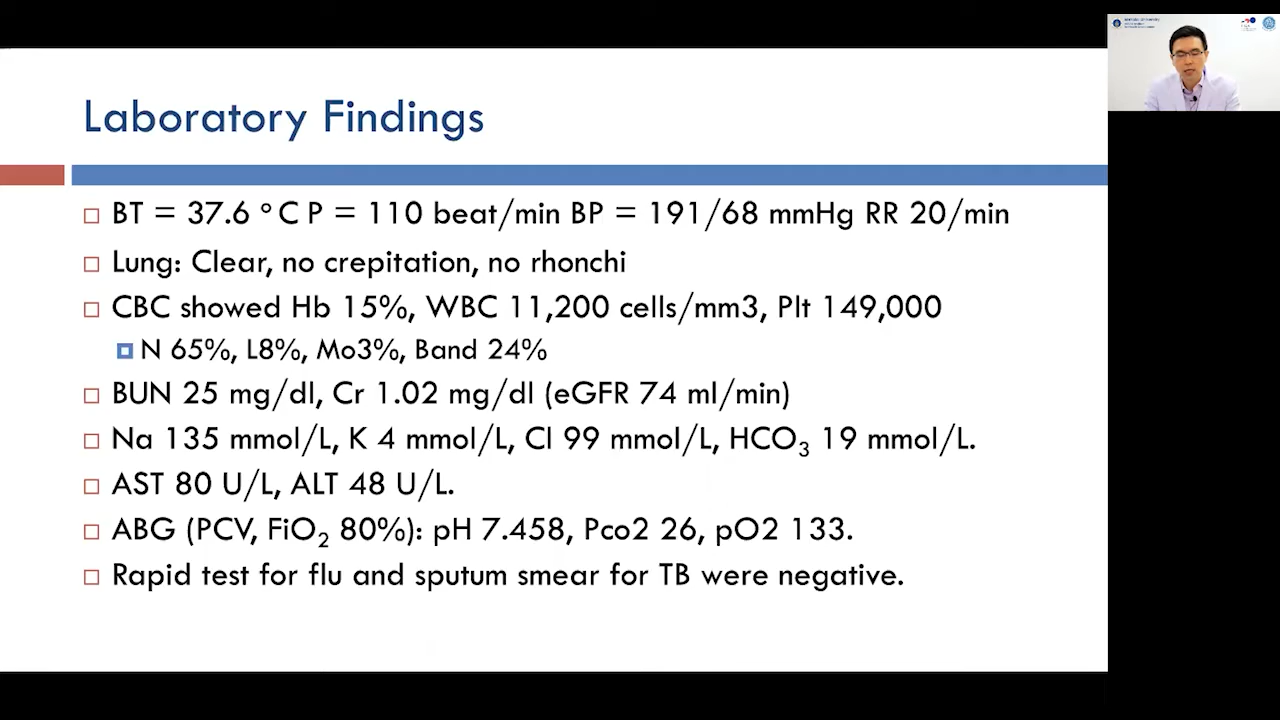 Laboratory Findings
BT = 37.6 °C P = 110 beat/min BP = 191/68 mmHg RR 20/min
Lung: Clear, no crepitation, no rhonchi
CBC showed Hb 15%, WBC 11,200 cells/mm3, Plt 149,000
N 65%, L8%, Mo3%, Band 24%
BUN 25 mg/dl, Cr 1.02 mg/dl (eGFR 74 ml/min)
Na 135 mmol/L, K 4 mmol/L, Cl 99 mmol/L, HCO₃ 19 mmol/L.
AST 80 U/L, ALT 48 U/L.
ABG (PCV, FiO₂ 80%): pH 7.458, Pco2 26, pO2 133.
Rapid test for flu and sputum smear for TB were negative.